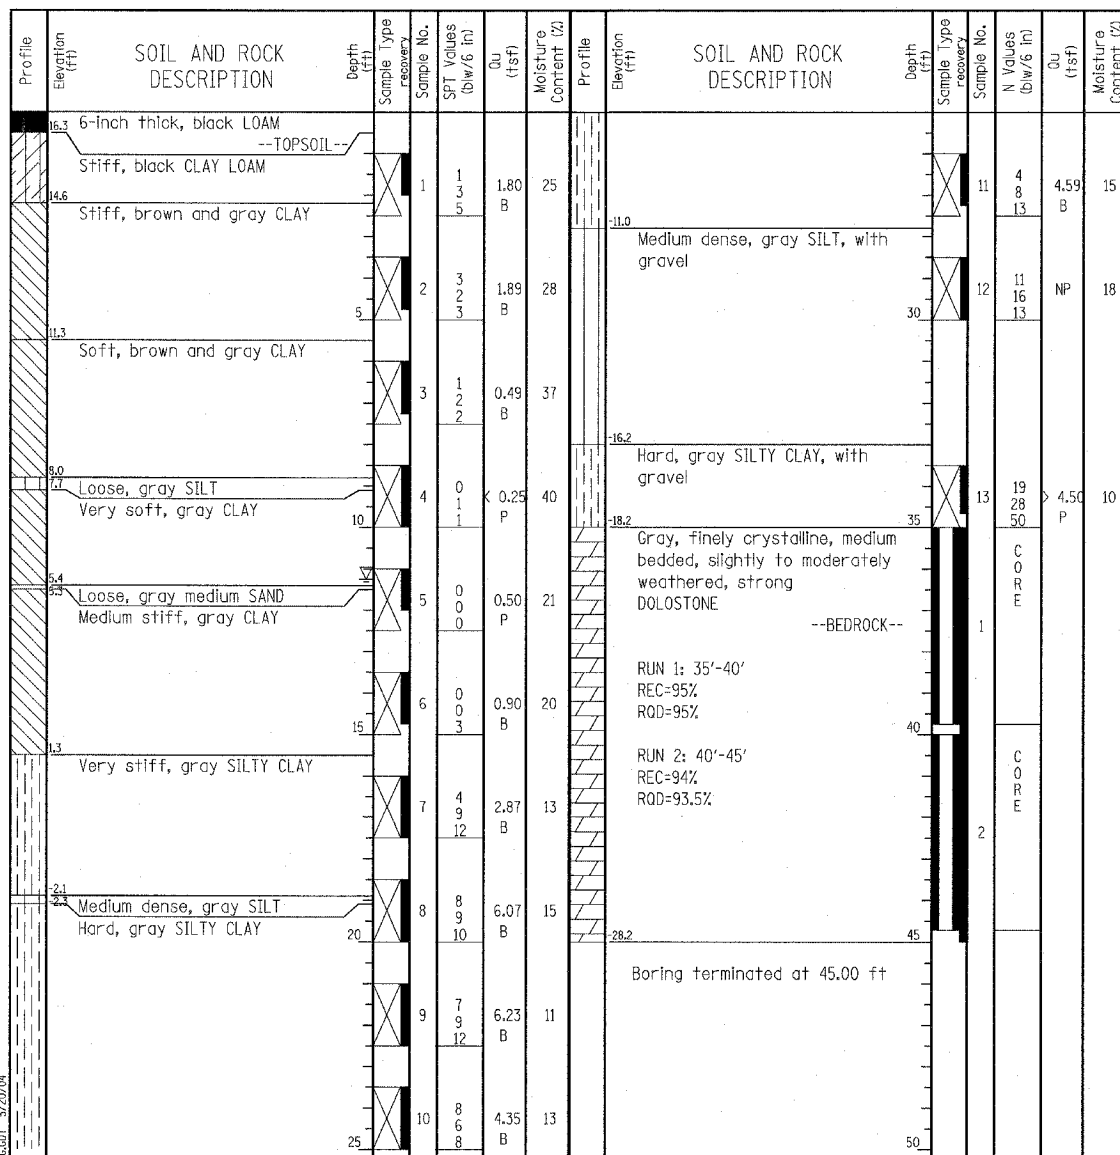 Profile
Elevation (ft)
SOIL AND ROCK
DESCRIPTION
Depth (ft)
Sample Type
recovery
Sample No.
SPT Values
(blw/6 in)
Qu
(tsf)
Moisture
Content (%)
16.3 6-inch thick, black LOAM
--TOPSOIL--
Stiff, black CLAY LOAM
1 1 3 5 1.80 B 25
14.6
Stiff, brown and gray CLAY
2 3 2 3 1.89 B 28
5
11.3
Soft, brown and gray CLAY
3 1 2 2 0.49 B 37
8.0
7.7 Loose, gray SILT
Very soft, gray CLAY
4 0 1 1 < 0.25 P 40
10
5.4
Loose, gray medium SAND
Medium stiff, gray CLAY
5 0 0 0 0.50 P 21
6 0 0 3 0.90 B 20
15
1.3
Very stiff, gray SILTY CLAY
7 4 9 12 2.87 B 13
-2.1
-2.3 Medium dense, gray SILT
Hard, gray SILTY CLAY
8 8 9 10 6.07 B 15
20
9 7 9 12 6.23 B 11
10 8 6 8 4.35 B 13
25
Profile
Elevation (ft)
SOIL AND ROCK
DESCRIPTION
Depth (ft)
Sample Type
recovery
Sample No.
N Values
(blw/6 in)
Qu
(tsf)
Moisture
Content (%)
11 4 8 13 4.59 B 15
-11.0
Medium dense, gray SILT, with
gravel
12 11 16 13 NP 18
30
-16.2
Hard, gray SILTY CLAY, with
gravel
13 19 28 50 > 4.50 P 10
-18.2
35
Gray, finely crystalline, medium
bedded, slightly to moderately
weathered, strong
DOLOSTONE
--BEDROCK--
1 CORE
RUN 1: 35'-40'
REC=95%
RQD=95%
40
RUN 2: 40'-45'
REC=94%
RQD=93.5%
2 CORE
-28.2
45
Boring terminated at 45.00 ft
50